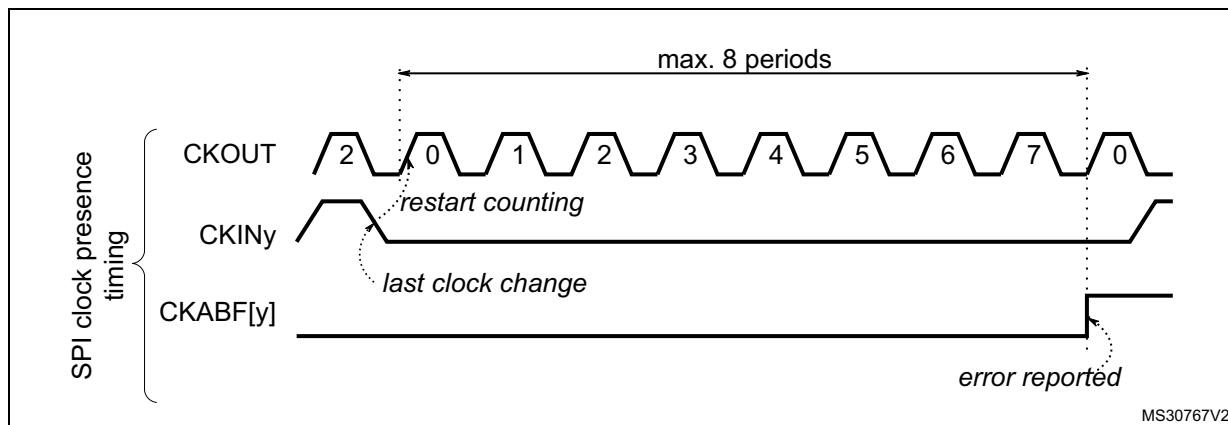 max. 8 periods
CKOUT
2 0 1 2 3 4 5 6 7 0
restart counting
CKINy
last clock change
CKABF[y]
error reported
SPI clock presence
timing
MS30767V2